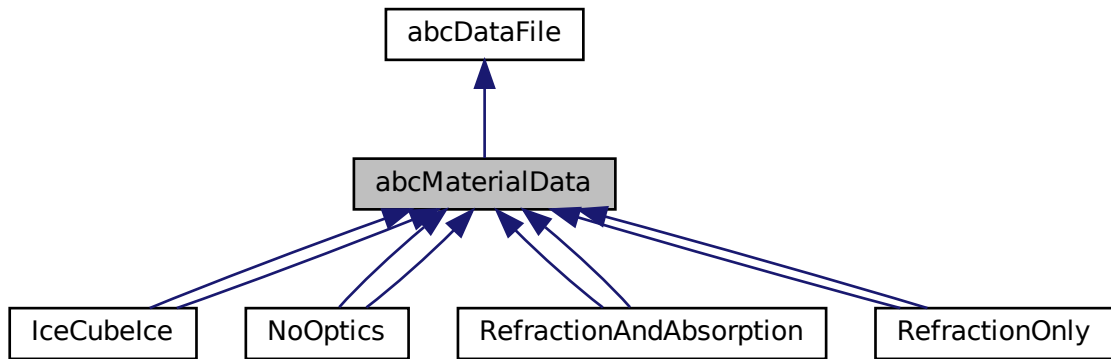 abcDataFile
abcMaterialData
IceCubeIce
NoOptics
RefractionAndAbsorption
RefractionOnly